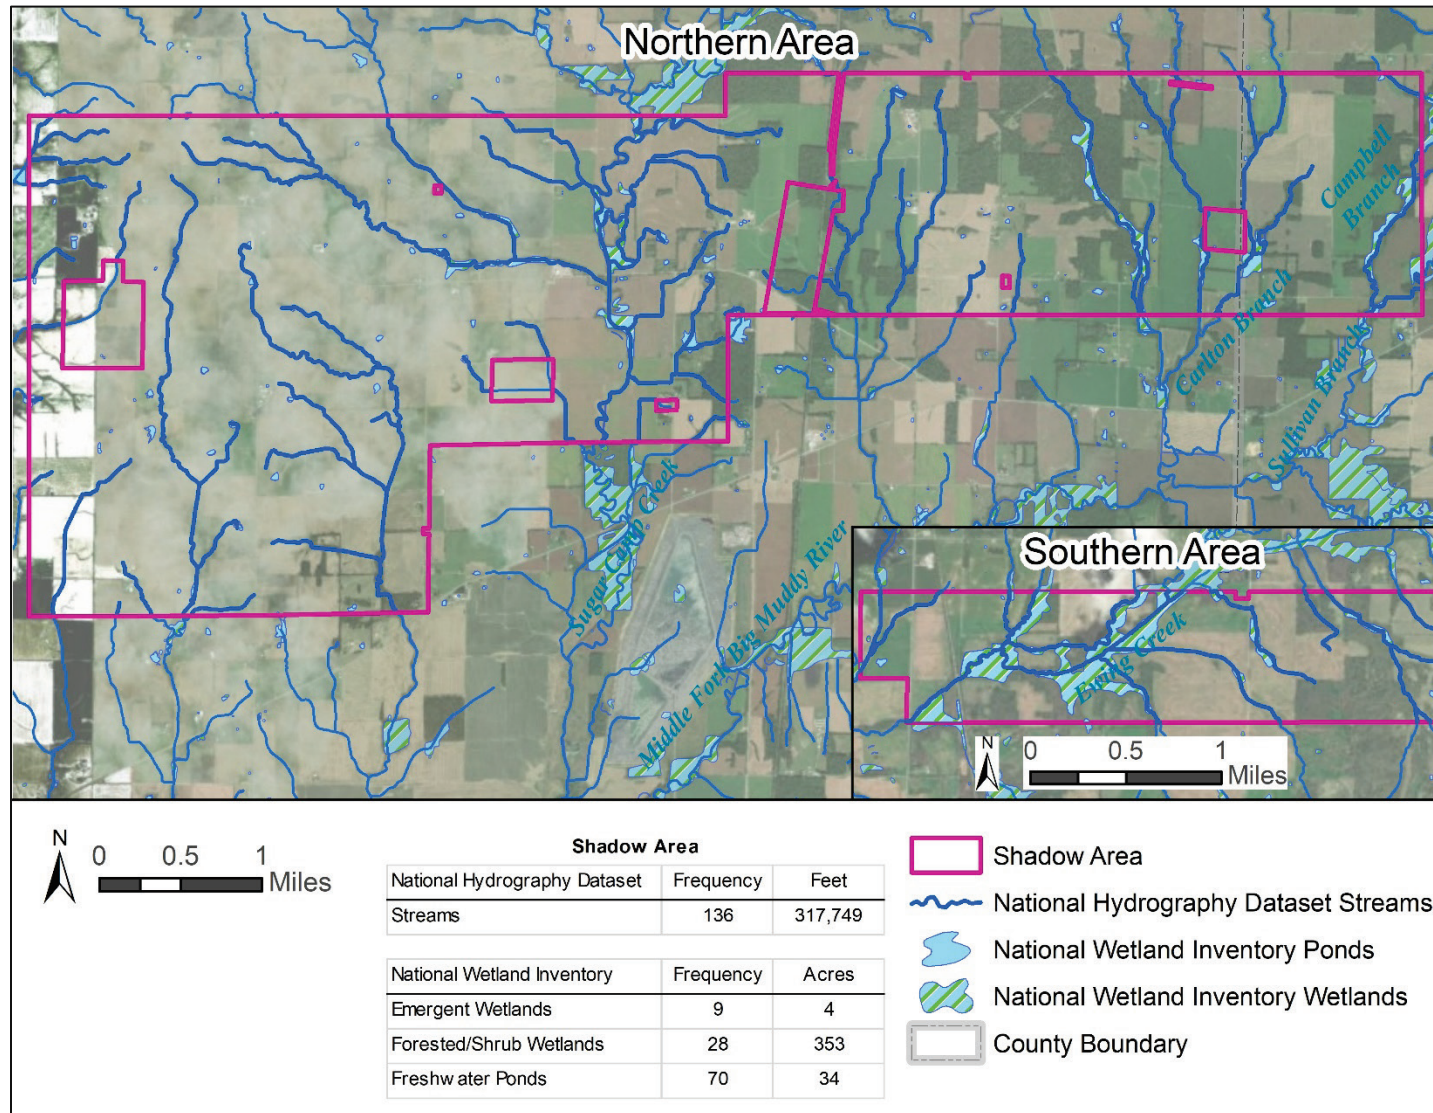 Northern Area
Campbell
Branch
Carlton Branch
Sullivan Branch
Sugar Camp Creek
Middle Fork Big Muddy River
Southern Area
Ewing Creek
N
0 0.5 1
Miles
N
0 0.5 1
Miles
Shadow Area
National Hydrography Dataset Frequency Feet
Streams 136 317,749
National Wetland Inventory Frequency Acres
Emergent Wetlands 9 4
Forested/Shrub Wetlands 28 353
Freshwater Ponds 70 34
Shadow Area
National Hydrography Dataset Streams
National Wetland Inventory Ponds
National Wetland Inventory Wetlands
County Boundary